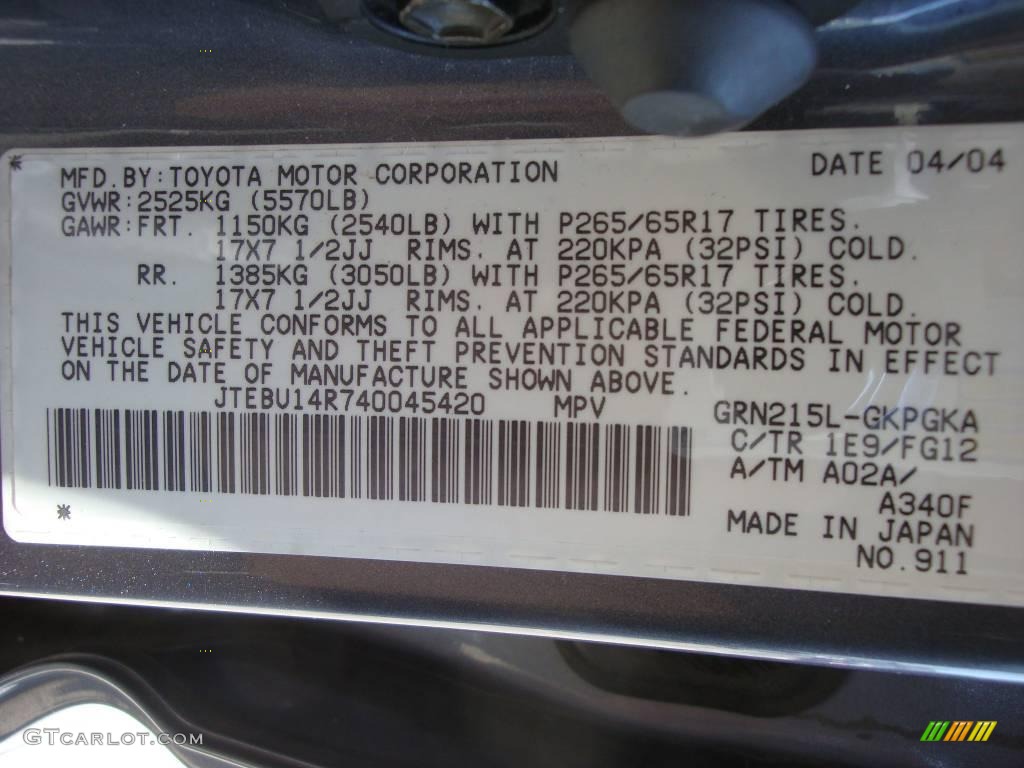 DATE 04/04
MFD.BY:TOYOTA MOTOR CORPORATION
GVWR:2525KG (5570LB)
GAWR:FRT. 1150KG (2540LB) WITH P265/65R17 TIRES.
17X7 1/2JJ RIMS. AT 220KPA (32PSI) COLD.
RR. 1385KG (3050LB) WITH P265/65R17 TIRES.
17X7 1/2JJ RIMS. AT 220KPA (32PSI) COLD.
THIS VEHICLE CONFORMS TO ALL APPLICABLE FEDERAL MOTOR
VEHICLE SAFETY AND THEFT PREVENTION STANDARDS IN EFFECT
ON THE DATE OF MANUFACTURE SHOWN ABOVE.
JTEBU14R740045420 MPV GRN215L-GKPGKA
C/TR 1E9/FG12
A/TM A02A/
A340F
MADE IN JAPAN
NO.911
GTCARLOT.COM